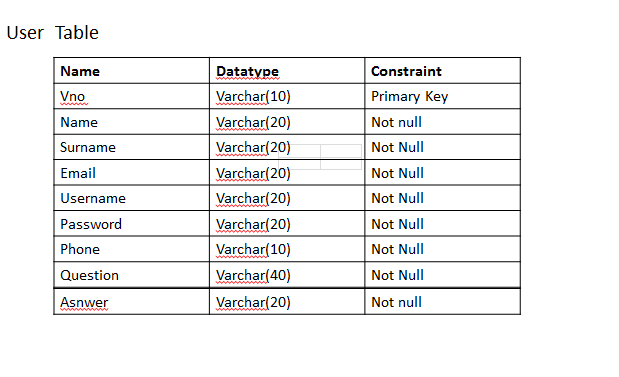 User Table
Name Datatype Constraint
Vno Varchar(10) Primary Key
Name Varchar(20) Not null
Surname Varchar(20) Not Null
Email Varchar(20) Not Null
Username Varchar(20) Not Null
Password Varchar(20) Not Null
Phone Varchar(10) Not Null
Question Varchar(40) Not Null
Asnwer Varchar(20) Not null